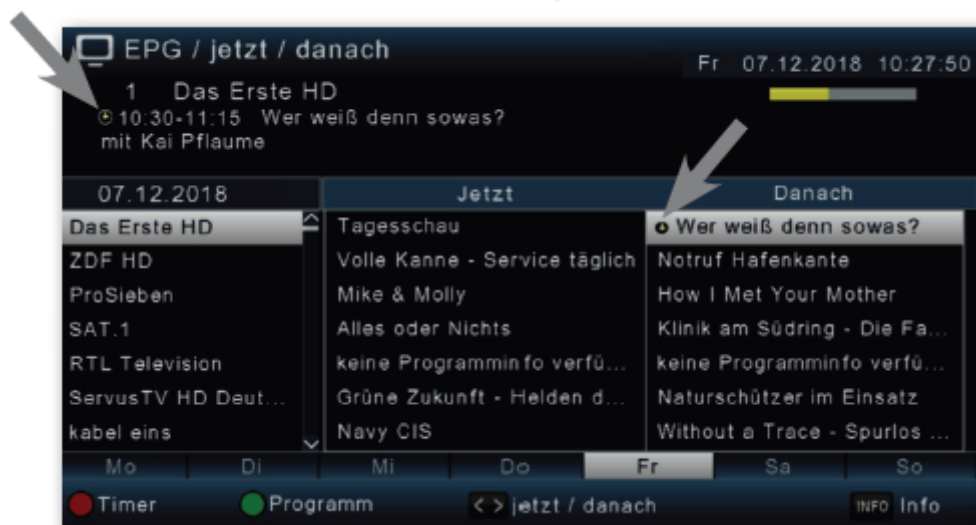 EPG / jetzt / danach
Fr 07.12.2018 10:27:50
1 Das Erste HD
10:30-11:15 Wer weiß denn sowas?
mit Kai Pflaume
07.12.2018 Jetzt Danach
Das Erste HD Tagesschau Wer weiß denn sowas?
ZDF HD Volle Kanne - Service täglich Notruf Hafenkante
ProSieben Mike & Molly How I Met Your Mother
SAT.1 Alles oder Nichts Klinik am Südring - Die Fa...
RTL Television keine Programminfo verfü... keine Programminfo verfü...
ServusTV HD Deut... Grüne Zukunft - Helden d... Naturschützer im Einsatz
kabel eins Navy CIS Without a Trace - Spurlos ...
Mo Di Mi Do Fr Sa So
Timer Programm < > jetzt / danach INFO Info